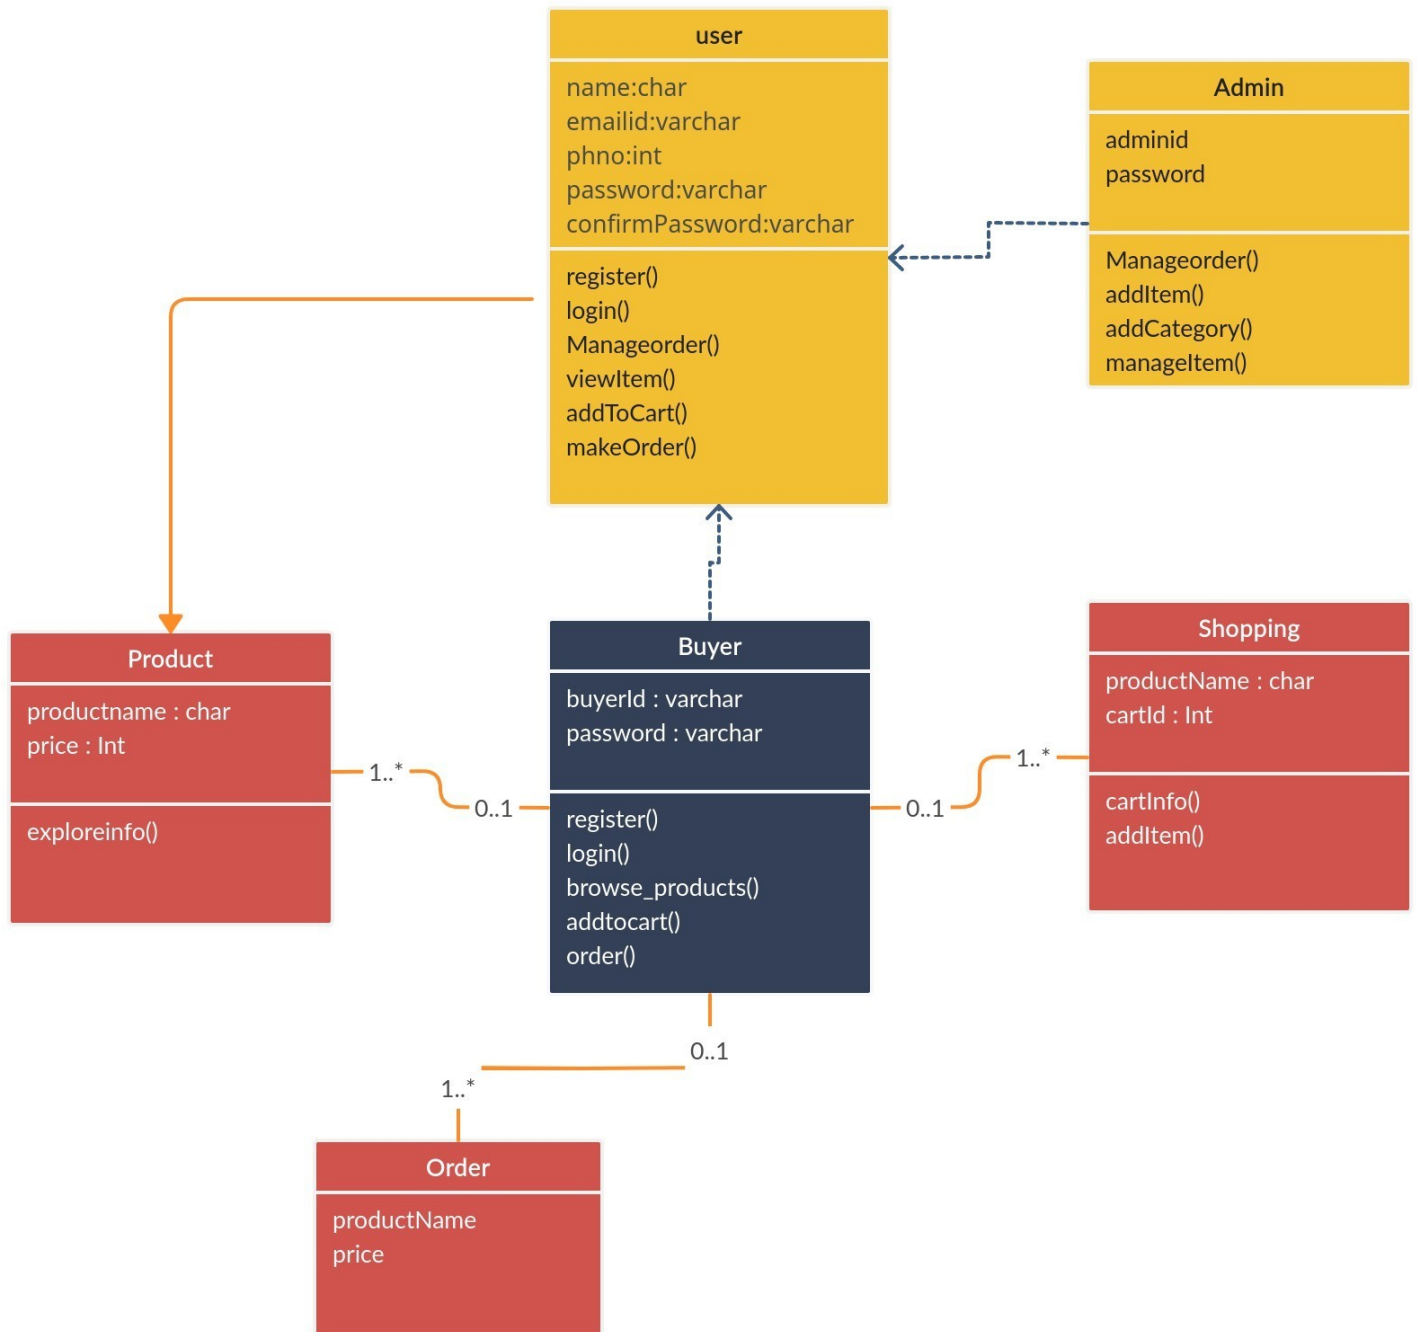 user
name:char
emailid:varchar
phno:int
password:varchar
confirmPassword:varchar
register()
login()
Manageorder()
viewItem()
addToCart()
makeOrder()
Admin
adminid
password
Manageorder()
addItem()
addCategory()
manageItem()
Product
productname : char
price : Int
exploreinfo()
1..*
0..1
Buyer
buyerId : varchar
password : varchar
register()
login()
browse_products()
addtocart()
order()
0..1
1..*
Shopping
productName : char
cartId : Int
cartInfo()
addItem()
0..1
1..*
Order
productName
price